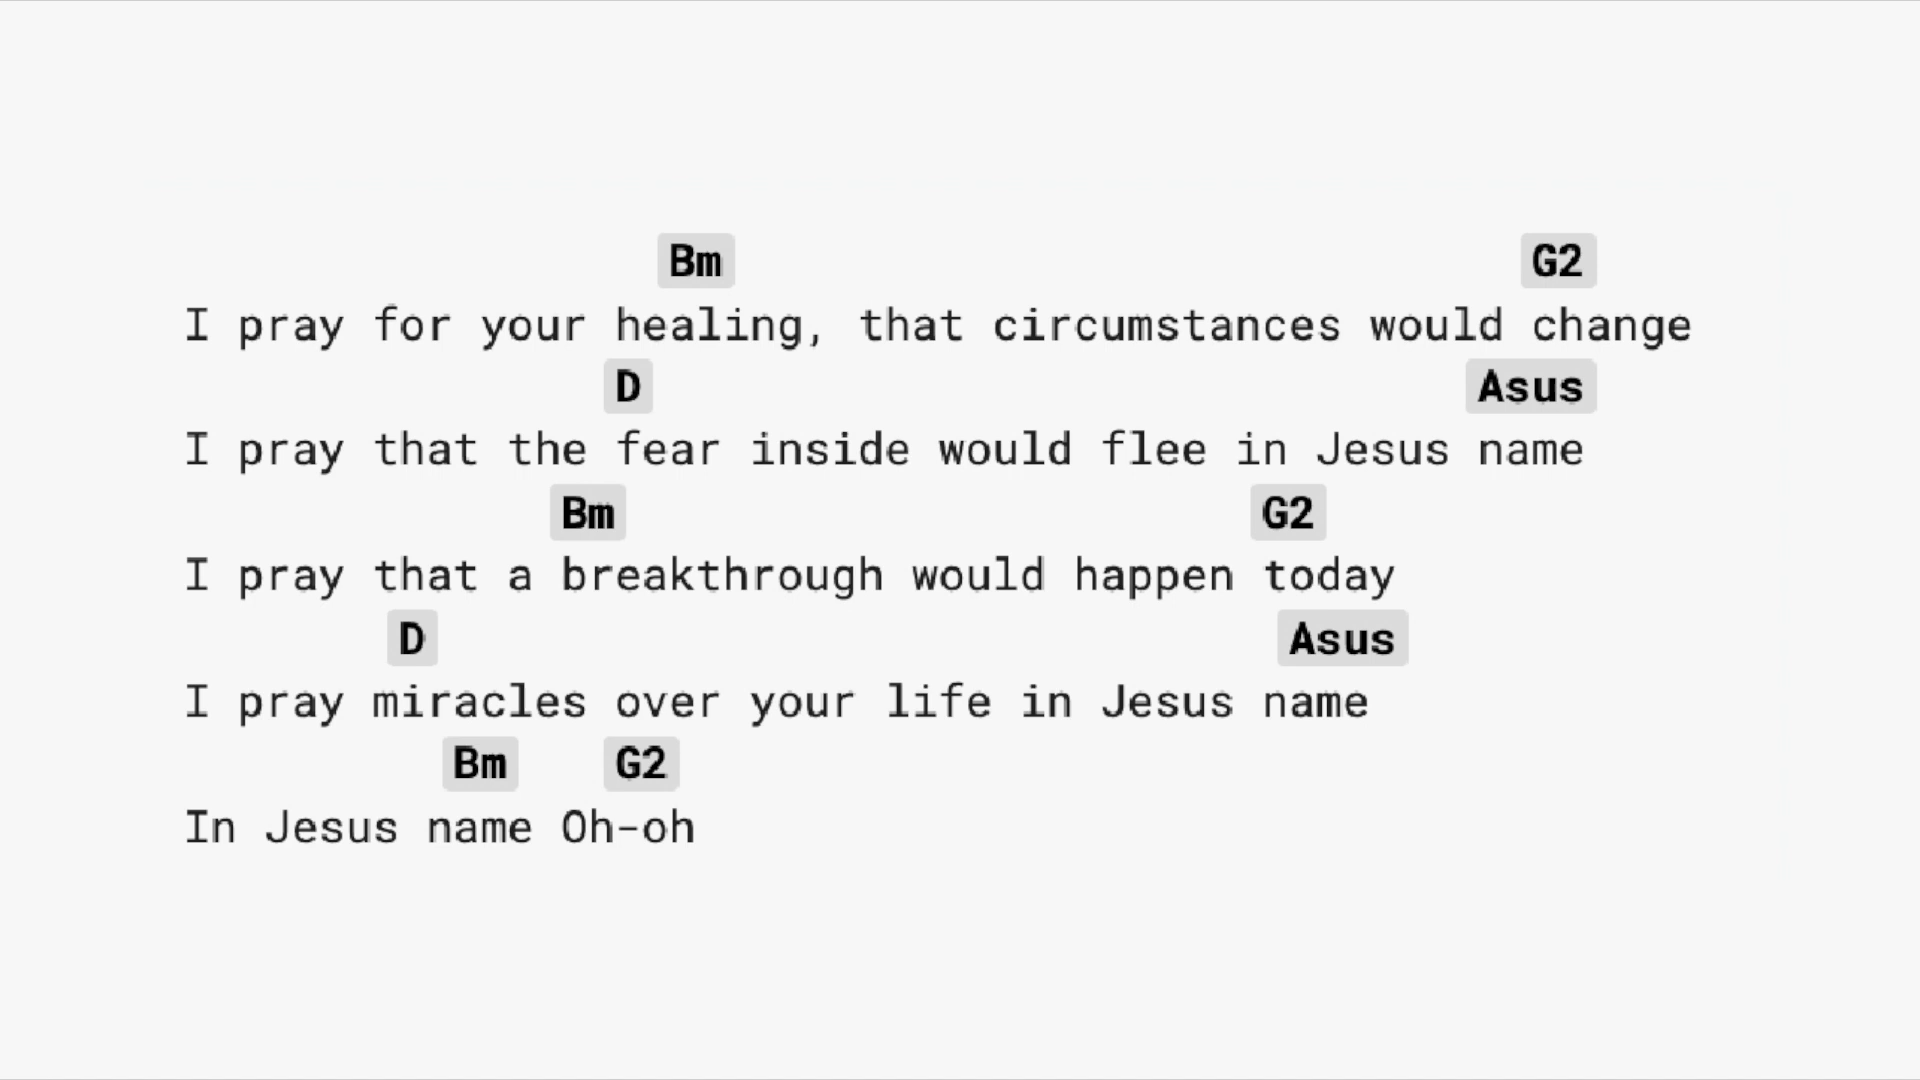 Bm G2
I pray for your healing, that circumstances would change
D Asus
I pray that the fear inside would flee in Jesus name
Bm G2
I pray that a breakthrough would happen today
D Asus
I pray miracles over your life in Jesus name
Bm G2
In Jesus name Oh-oh